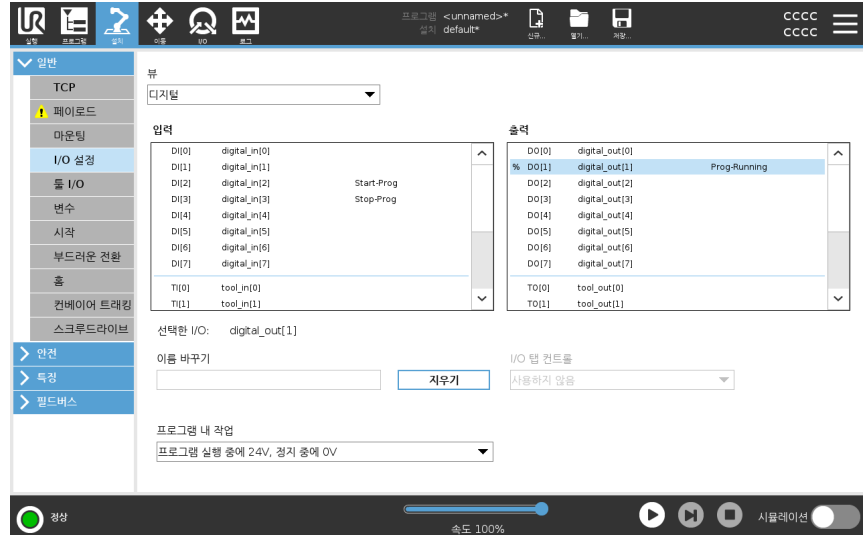 UR
실행 프로그램 설치 이동 I/O 로그
프로그램 <unnamed>*
설치 default*
신규... 열기... 저장...
cccc
cccc
일반
TCP
페이로드
마운팅
I/O 설정
툴 I/O
변수
시작
부드러운 전환
홈
컨베이어 트래킹
스크루드라이브
안전
특징
필드버스
뷰
디지털
입력
DI[0] digital_in[0]
DI[1] digital_in[1]
DI[2] digital_in[2] Start-Prog
DI[3] digital_in[3] Stop-Prog
DI[4] digital_in[4]
DI[5] digital_in[5]
DI[6] digital_in[6]
DI[7] digital_in[7]
TI[0] tool_in[0]
TI[1] tool_in[1]
출력
DO[0] digital_out[0]
% DO[1] digital_out[1] Prog-Running
DO[2] digital_out[2]
DO[3] digital_out[3]
DO[4] digital_out[4]
DO[5] digital_out[5]
DO[6] digital_out[6]
DO[7] digital_out[7]
TO[0] tool_out[0]
TO[1] tool_out[1]
선택한 I/O: digital_out[1]
이름 바꾸기
지우기
I/O 탭 컨트롤
사용하지 않음
프로그램 내 작업
프로그램 실행 중에 24V, 정지 중에 0V
정상
속도 100%
시뮬레이션